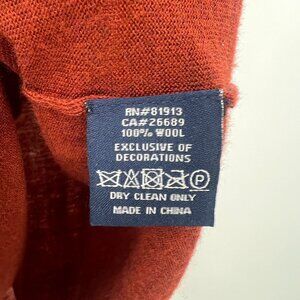 RN#81913
CA#26689
100% WOOL
EXCLUSIVE OF
DECORATIONS
DRY CLEAN ONLY
MADE IN CHINA